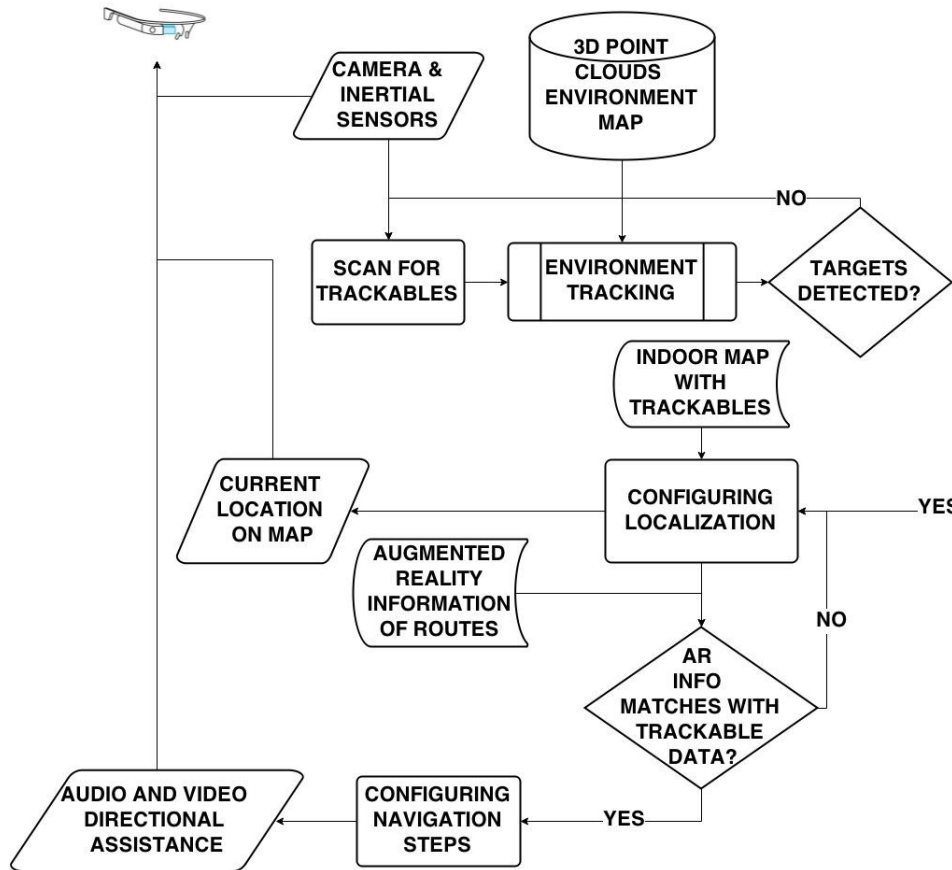 CAMERA &
INERTIAL
SENSORS
3D POINT
CLOUDS
ENVIRONMENT
MAP
NO
SCAN FOR
TRACKABLES
ENVIRONMENT
TRACKING
TARGETS
DETECTED?
INDOOR MAP
WITH
TRACKABLES
CURRENT
LOCATION
ON MAP
CONFIGURING
LOCALIZATION
YES
AUGMENTED
REALITY
INFORMATION
OF ROUTES
NO
AR
INFO
MATCHES WITH
TRACKABLE
DATA?
AUDIO AND VIDEO
DIRECTIONAL
ASSISTANCE
CONFIGURING
NAVIGATION
STEPS
YES